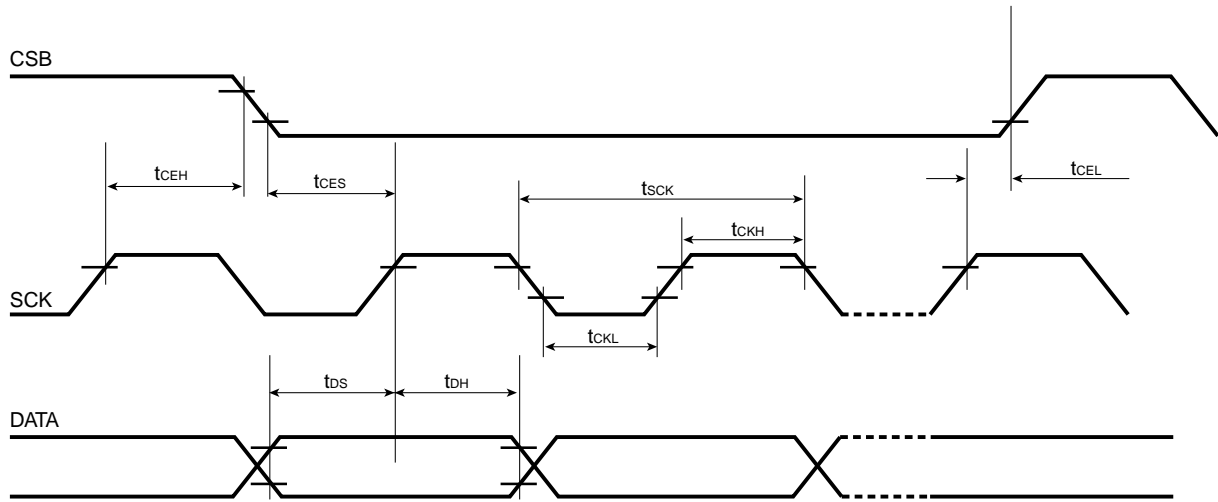 CSB
tCEH
tCES
tSCK
tCEL
tCKH
SCK
tCKL
tDS
tDH
DATA